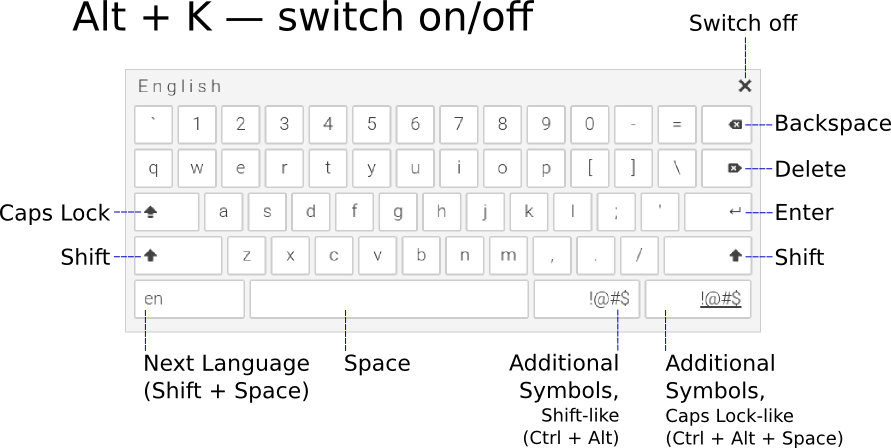 Alt + K — switch on/off
Switch off
English
` 1 2 3 4 5 6 7 8 9 0 - =
Backspace
q w e r t y u i o p [ ] \
Delete
Caps Lock
a s d f g h j k l ; '
Enter
Shift
z x c v b n m , . /
Shift
en
!@#$
!@#$
Next Language
(Shift + Space)
Space
Additional
Symbols,
Shift-like
(Ctrl + Alt)
Additional
Symbols,
Caps Lock-like
(Ctrl + Alt + Space)